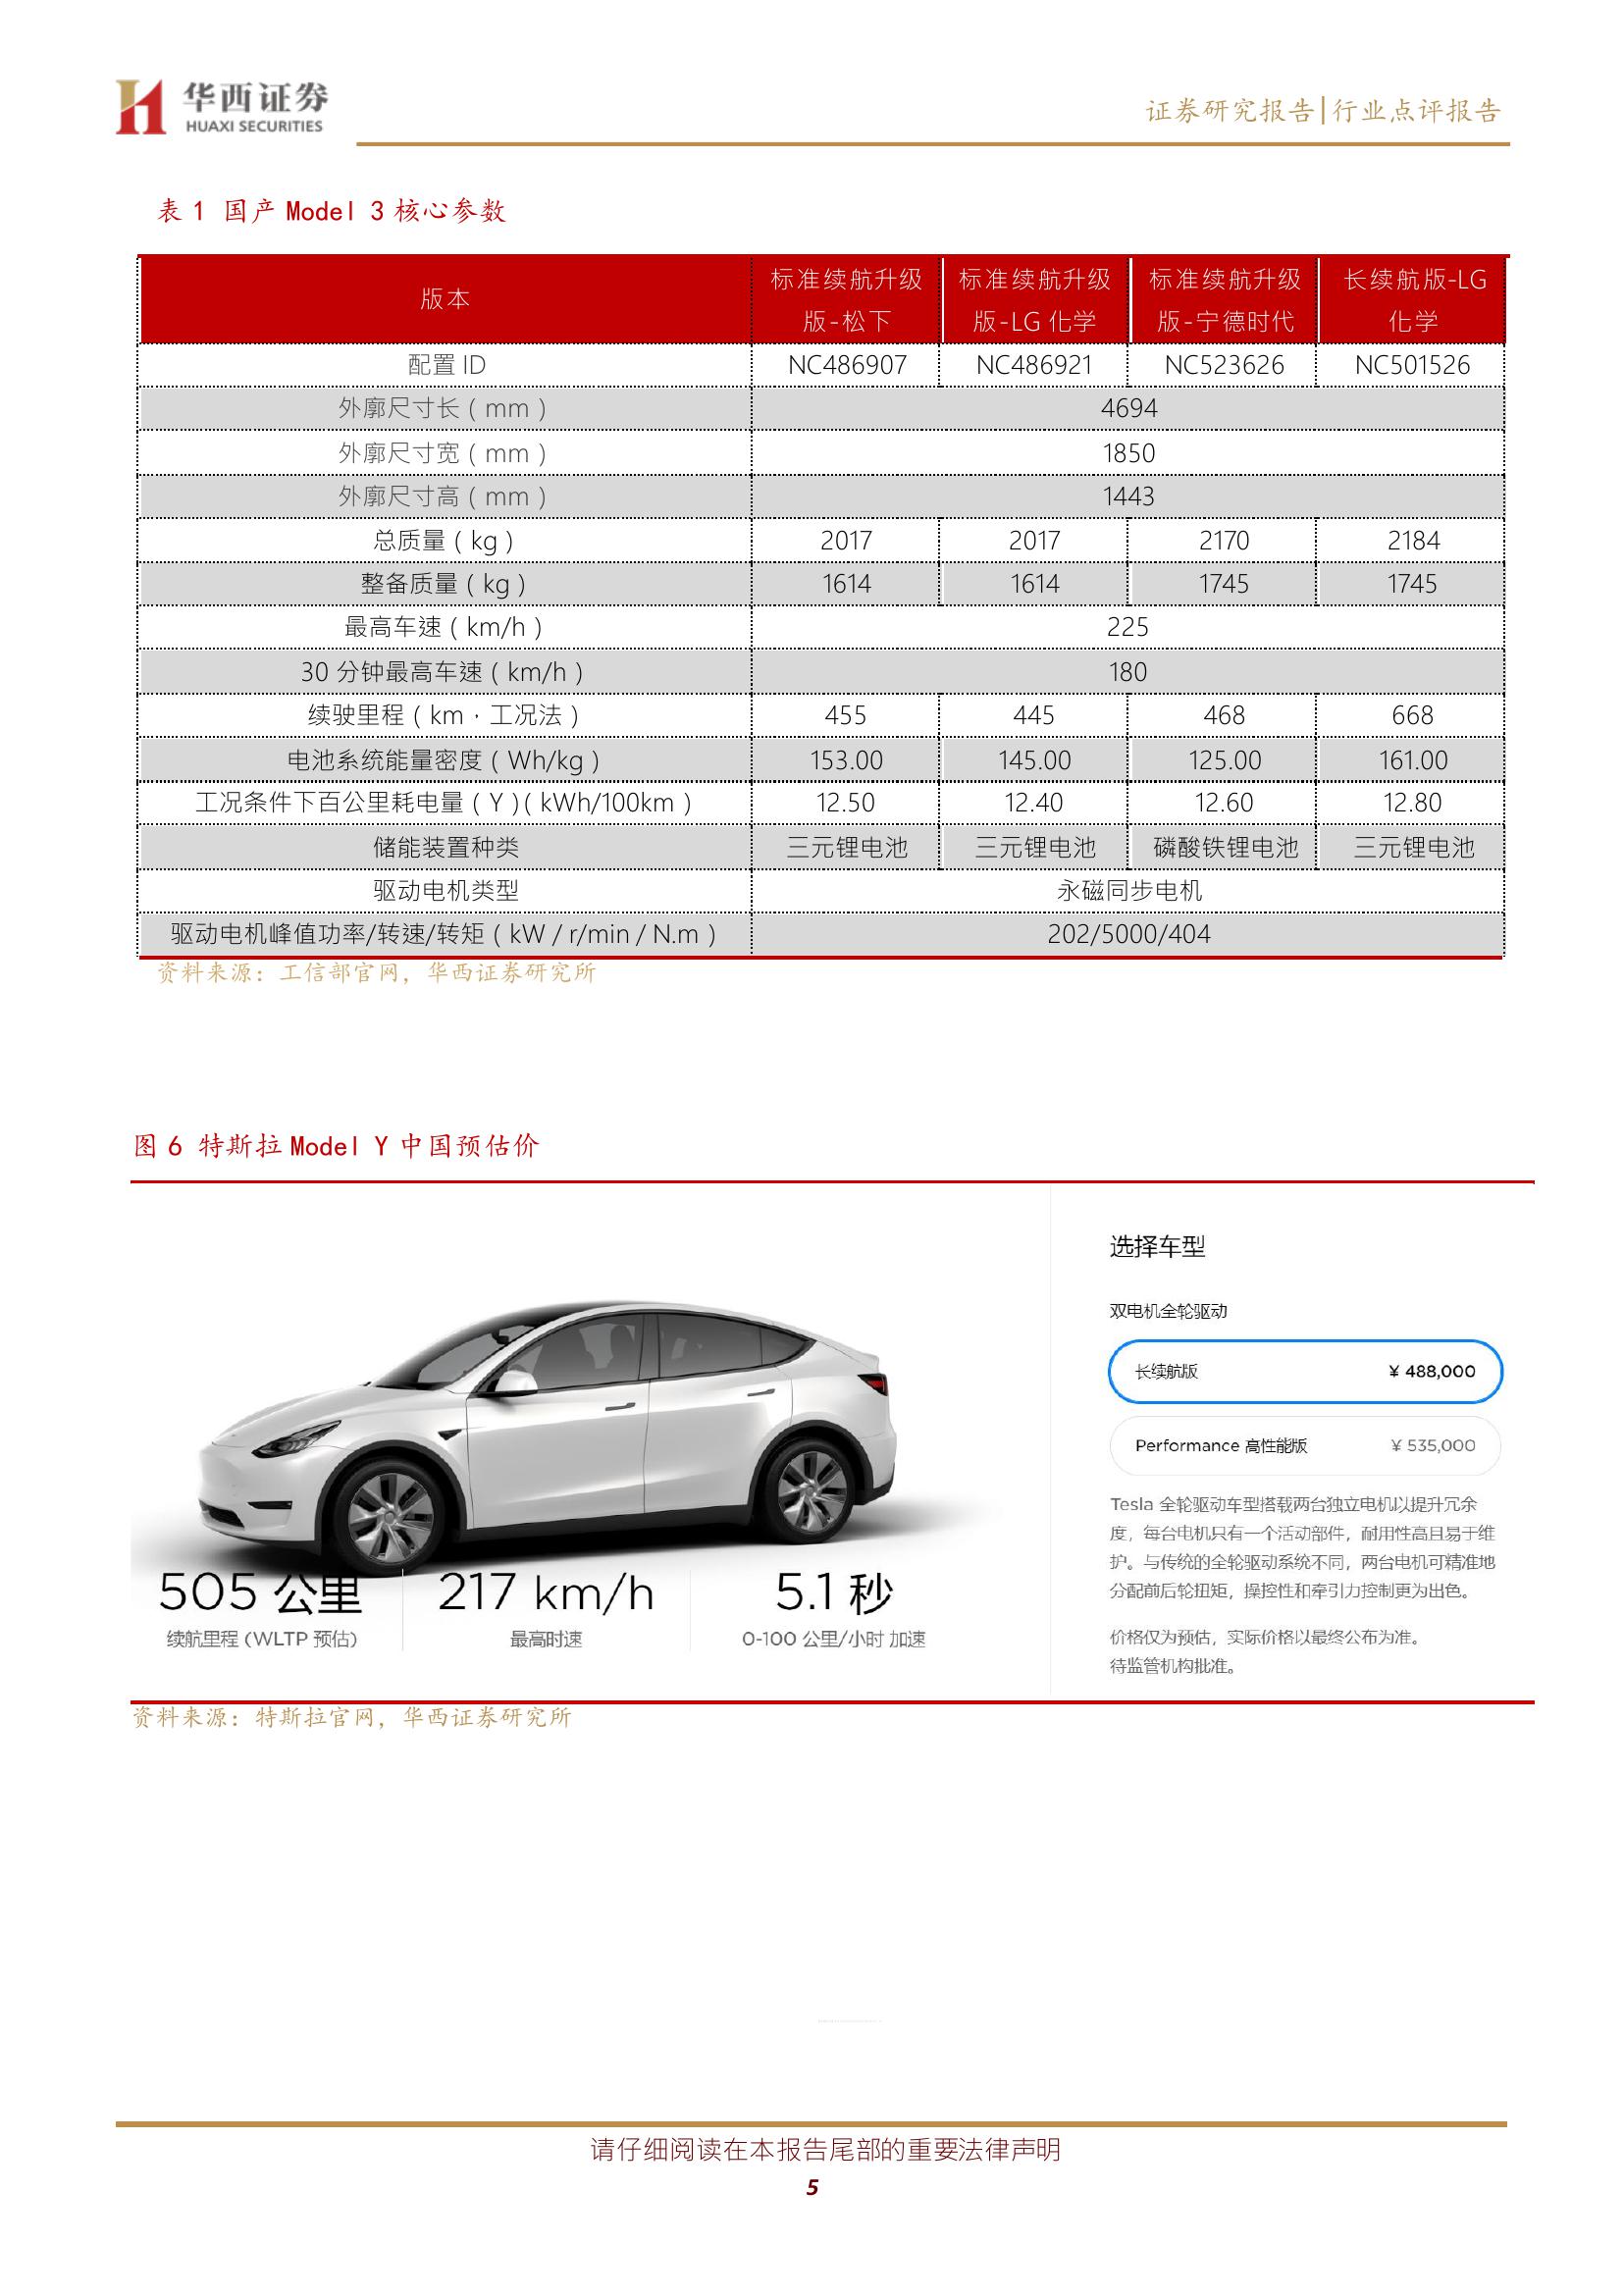 华西证券
HUAXI SECURITIES
证券研究报告|行业点评报告
表 1 国产 Model 3 核心参数
版本 标准续航升级版-松下 标准续航升级版-LG 化学 标准续航升级版-宁德时代 长续航版-LG 化学
配置 ID NC486907 NC486921 NC523626 NC501526
外廓尺寸长 ( mm ) 4694
外廓尺寸宽 ( mm ) 1850
外廓尺寸高 ( mm ) 1443
总质量 ( kg ) 2017 2017 2170 2184
整备质量 ( kg ) 1614 1614 1745 1745
最高车速 ( km/h ) 225
30 分钟最高车速 ( km/h ) 180
续驶里程 ( km，工况法 ) 455 445 468 668
电池系统能量密度 ( Wh/kg ) 153.00 145.00 125.00 161.00
工况条件下百公里耗电量 ( Y )( kWh/100km ) 12.50 12.40 12.60 12.80
储能装置种类 三元锂电池 三元锂电池 磷酸铁锂电池 三元锂电池
驱动电机类型 永磁同步电机
驱动电机峰值功率/转速/转矩 ( kW / r/min / N.m ) 202/5000/404
资料来源：工信部官网，华西证券研究所
图 6 特斯拉 Model Y 中国预估价
选择车型
双电机全轮驱动
长续航版 ¥ 488,000
Performance 高性能版 ¥ 535,000
Tesla 全轮驱动车型搭载两台独立电机以提升冗余
度，每台电机只有一个活动部件，耐用性高且易于维
护。与传统的全轮驱动系统不同，两台电机可精准地
分配前后轮扭矩，操控性和牵引力控制更为出色。
价格仅为预估，实际价格以最终公布为准。
待监管机构批准。
505 公里 217 km/h 5.1 秒
续航里程 (WLTP 预估) 最高时速 0-100 公里/小时 加速
资料来源：特斯拉官网，华西证券研究所
请仔细阅读在本报告尾部的重要法律声明
5